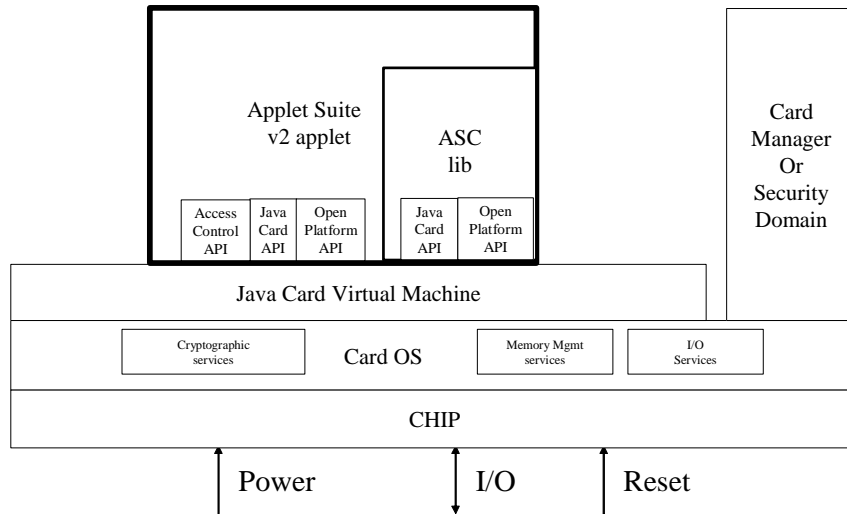 Applet Suite
v2 applet
ASC
lib
Card
Manager
Or
Security
Domain
Access
Control
API
Java
Card
API
Open
Platform
API
Java
Card
API
Open
Platform
API
Java Card Virtual Machine
Cryptographic
services
Card OS
Memory Mgmt
services
I/O
Services
CHIP
Power
I/O
Reset